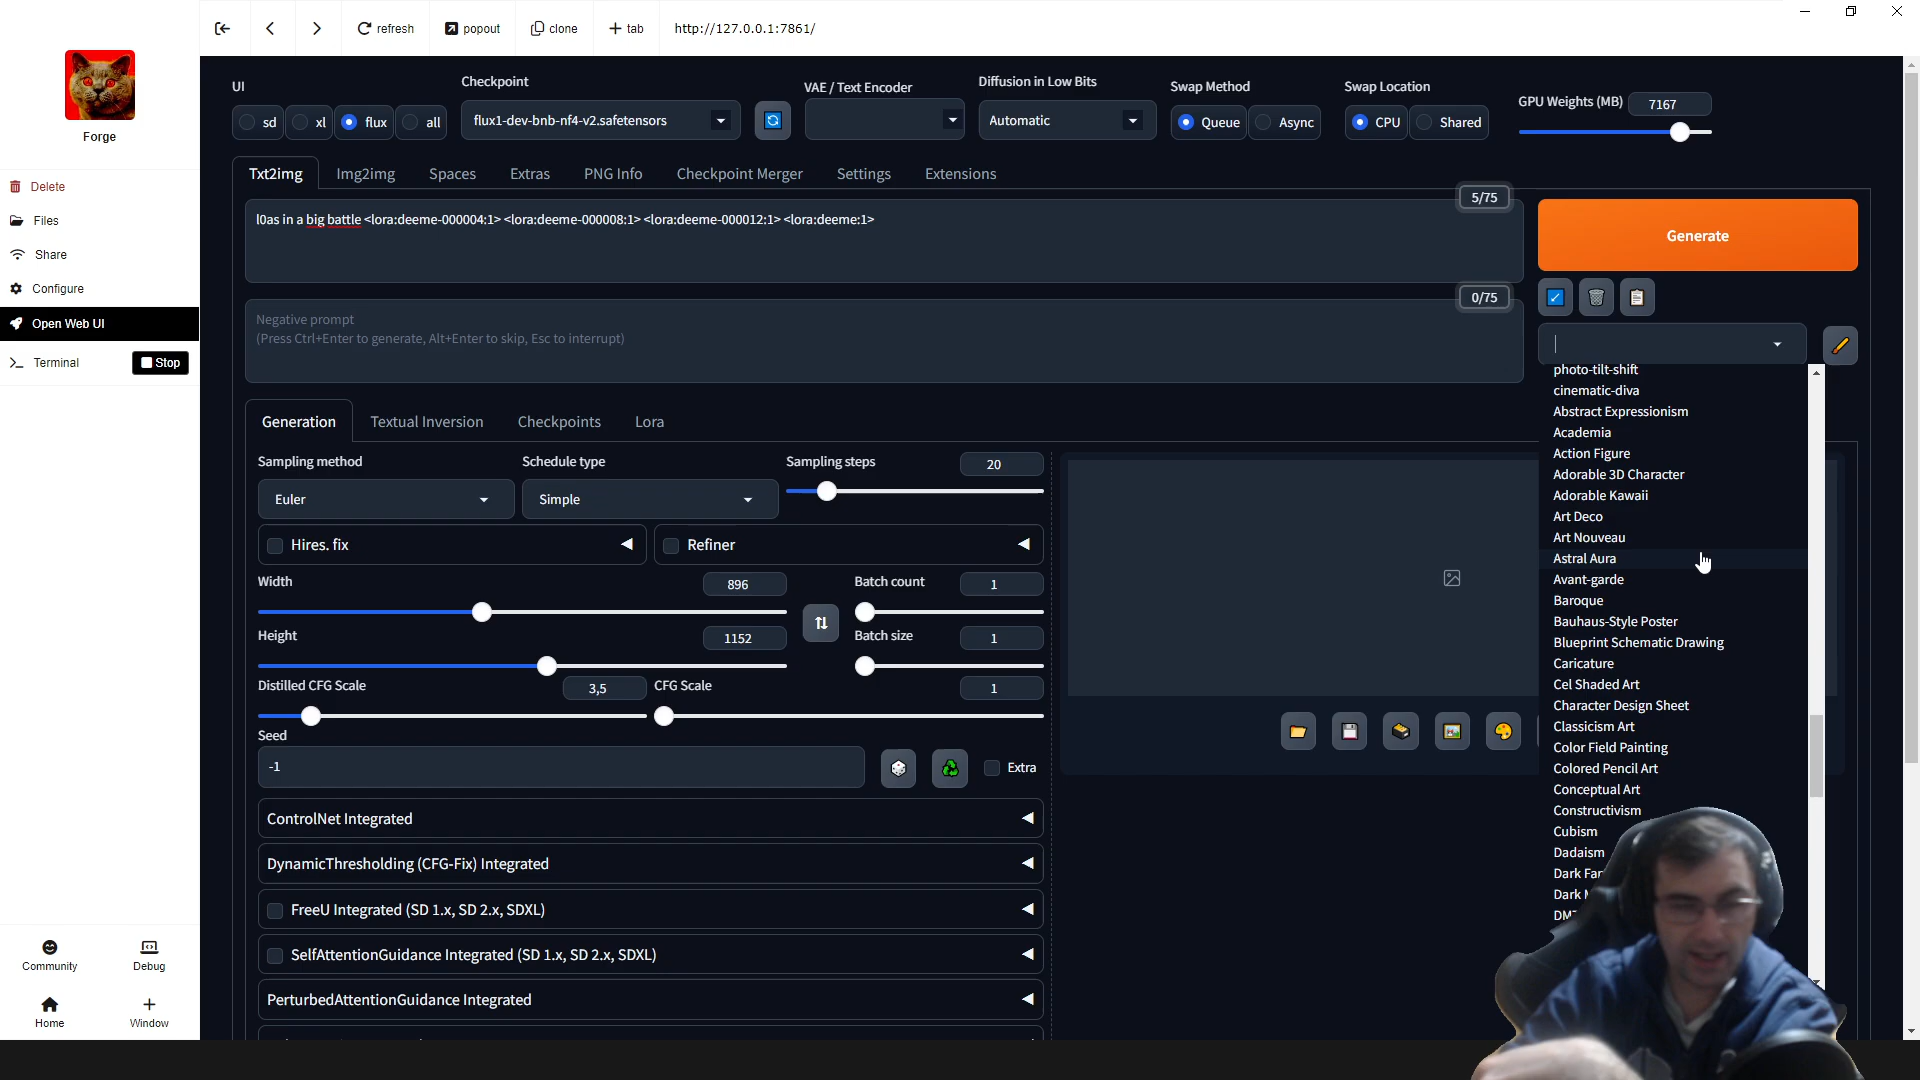 refresh
popout
clone
tab
http://127.0.0.1:7861/
Forge
Delete
Files
Share
Configure
Open Web UI
Terminal
Stop
Community
Debug
Home
Window
UI
sd
xl
flux
all
Checkpoint
flux1-dev-bnb-nf4-v2.safetensors
VAE / Text Encoder
Diffusion in Low Bits
Automatic
Swap Method
Queue
Async
Swap Location
CPU
Shared
GPU Weights (MB)
7167
Txt2img
Img2img
Spaces
Extras
PNG Info
Checkpoint Merger
Settings
Extensions
5/75
l0as in a big battle <lora:deeme-000004:1> <lora:deeme-000008:1> <lora:deeme-000012:1> <lora:deeme:1>
0/75
Negative prompt
(Press Ctrl+Enter to generate, Alt+Enter to skip, Esc to interrupt)
Generate
Generation
Textual Inversion
Checkpoints
Lora
Sampling method
Euler
Schedule type
Simple
Sampling steps
20
Hires. fix
Refiner
Width
896
Batch count
1
Height
1152
Batch size
1
Distilled CFG Scale
3,5
CFG Scale
1
Seed
-1
Extra
ControlNet Integrated
DynamicThresholding (CFG-Fix) Integrated
FreeU Integrated (SD 1.x, SD 2.x, SDXL)
SelfAttentionGuidance Integrated (SD 1.x, SD 2.x, SDXL)
PerturbedAttentionGuidance Integrated
photo-tilt-shift
cinematic-diva
Abstract Expressionism
Academia
Action Figure
Adorable 3D Character
Adorable Kawaii
Art Deco
Art Nouveau
Astral Aura
Avant-garde
Baroque
Bauhaus-Style Poster
Blueprint Schematic Drawing
Caricature
Cel Shaded Art
Character Design Sheet
Classicism Art
Color Field Painting
Colored Pencil Art
Conceptual Art
Constructivism
Cubism
Dadaism
Dark
Dark